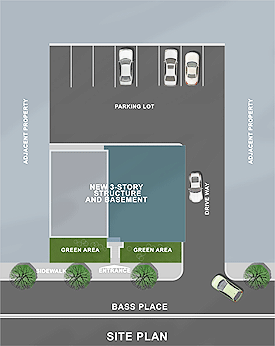 PARKING LOT
ADJACENT PROPERTY
ADJACENT PROPERTY
NEW 3-STORY
STRUCTURE
AND BASEMENT
DRIVE WAY
GREEN AREA
GREEN AREA
SIDEWALK
ENTRANCE
BASS PLACE
SITE PLAN